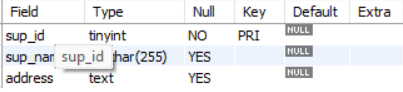 Field Type Null Key Default Extra
sup_id tinyint NO PRI NULL
sup_nam sup_id har(255) YES NULL
address text YES NULL